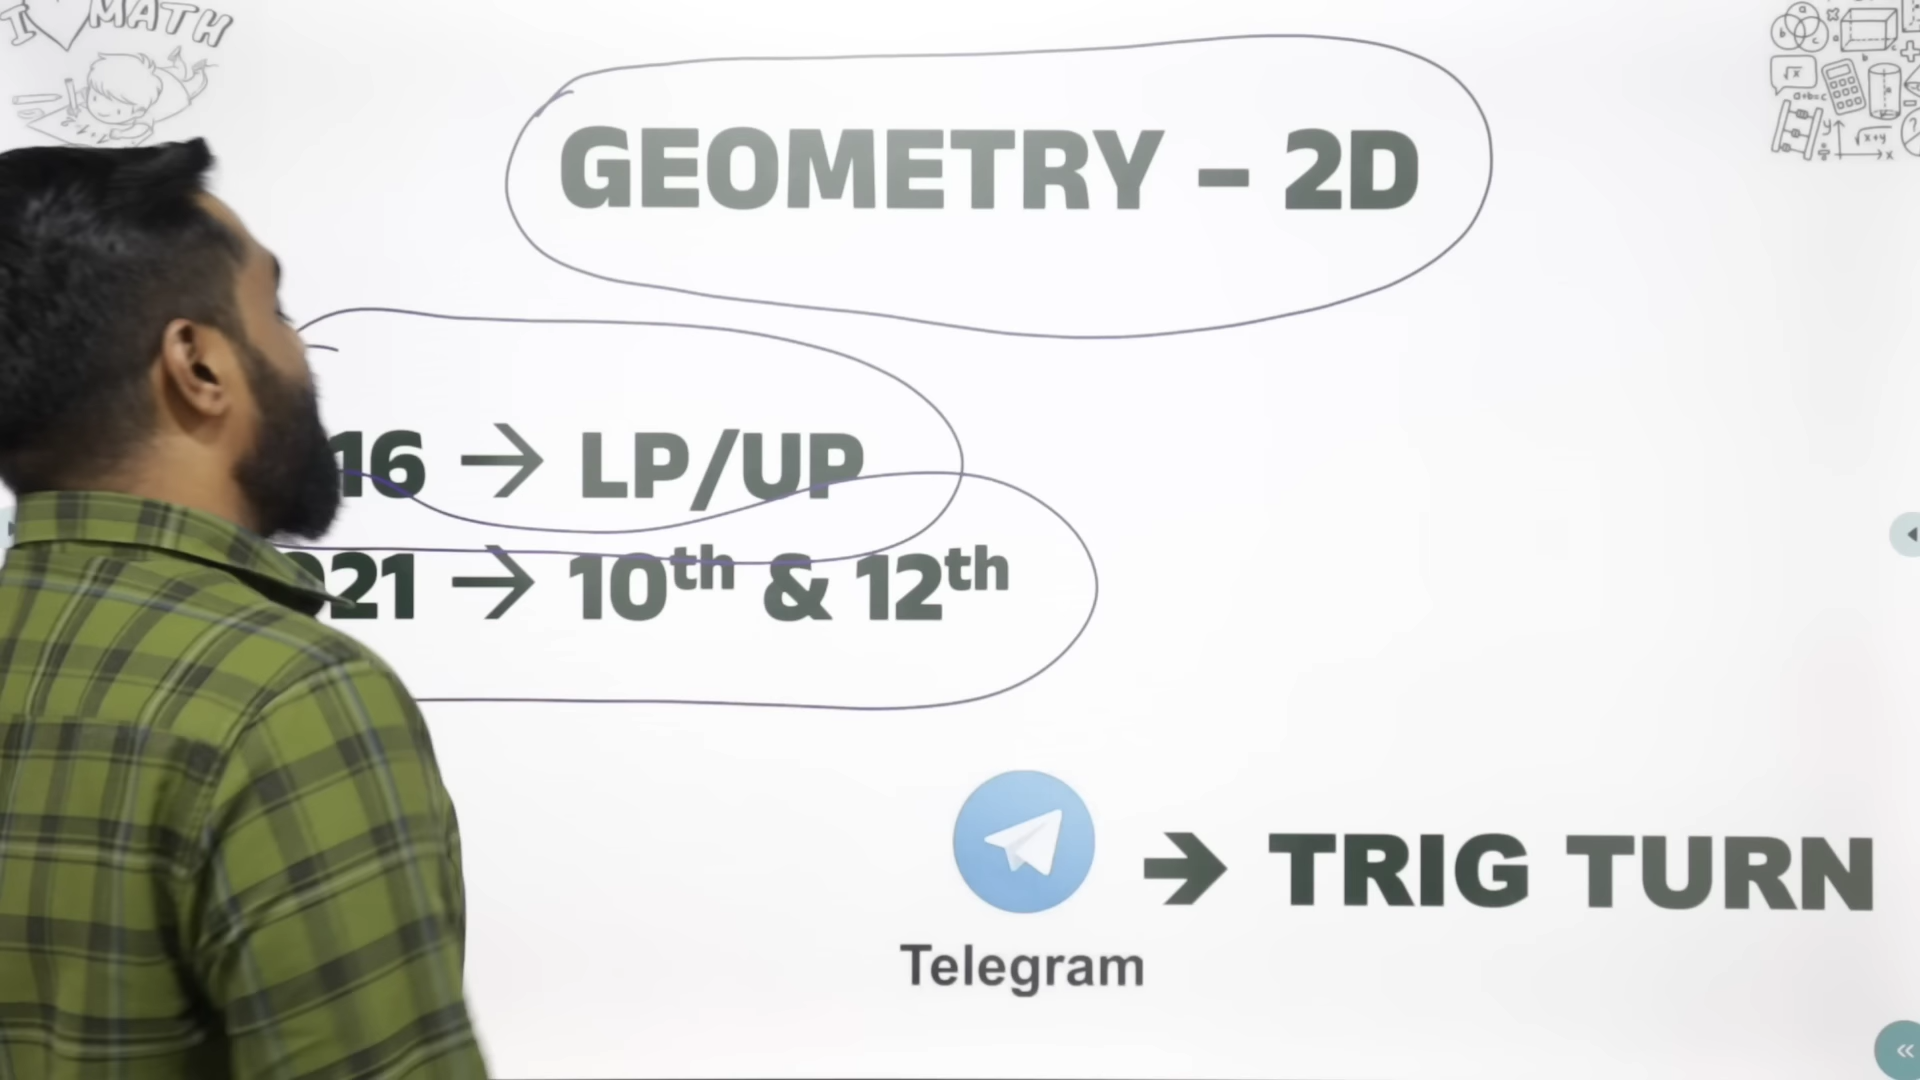 I MATH
GEOMETRY – 2D
16 → LP/UP
21 → 10th & 12th
→ TRIG TURN
Telegram